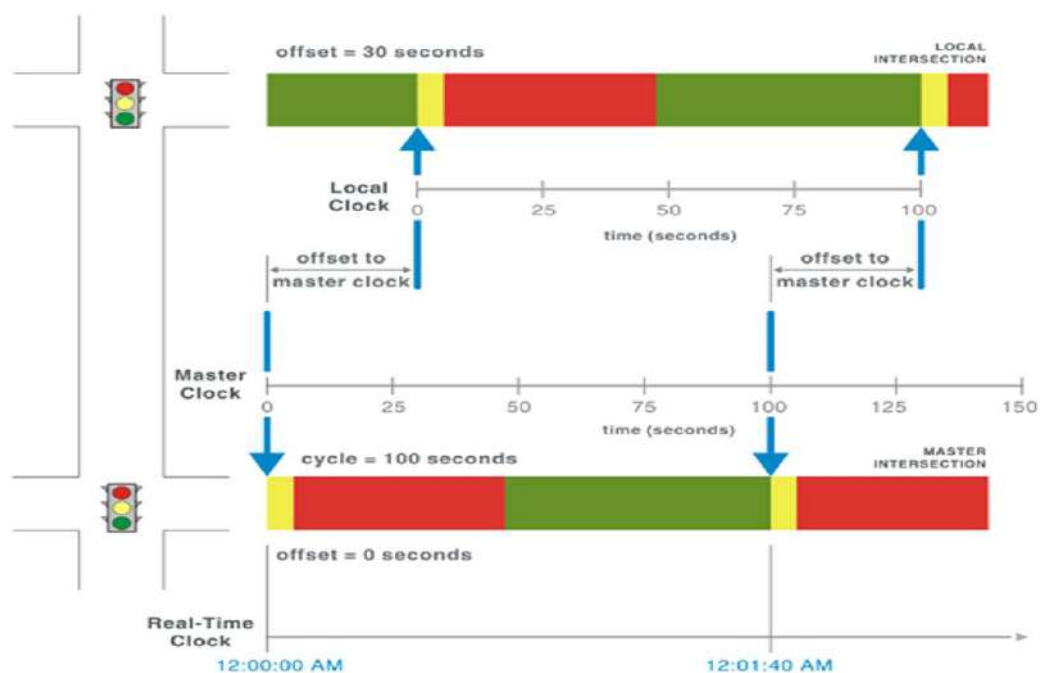 offset = 30 seconds
LOCAL
INTERSECTION
Local
Clock
0 25 50 75 100
time (seconds)
offset to
master clock
offset to
master clock
Master
Clock
0 25 50 75 100 125 150
time (seconds)
cycle = 100 seconds
MASTER
INTERSECTION
offset = 0 seconds
Real-Time
Clock
12:00:00 AM 12:01:40 AM